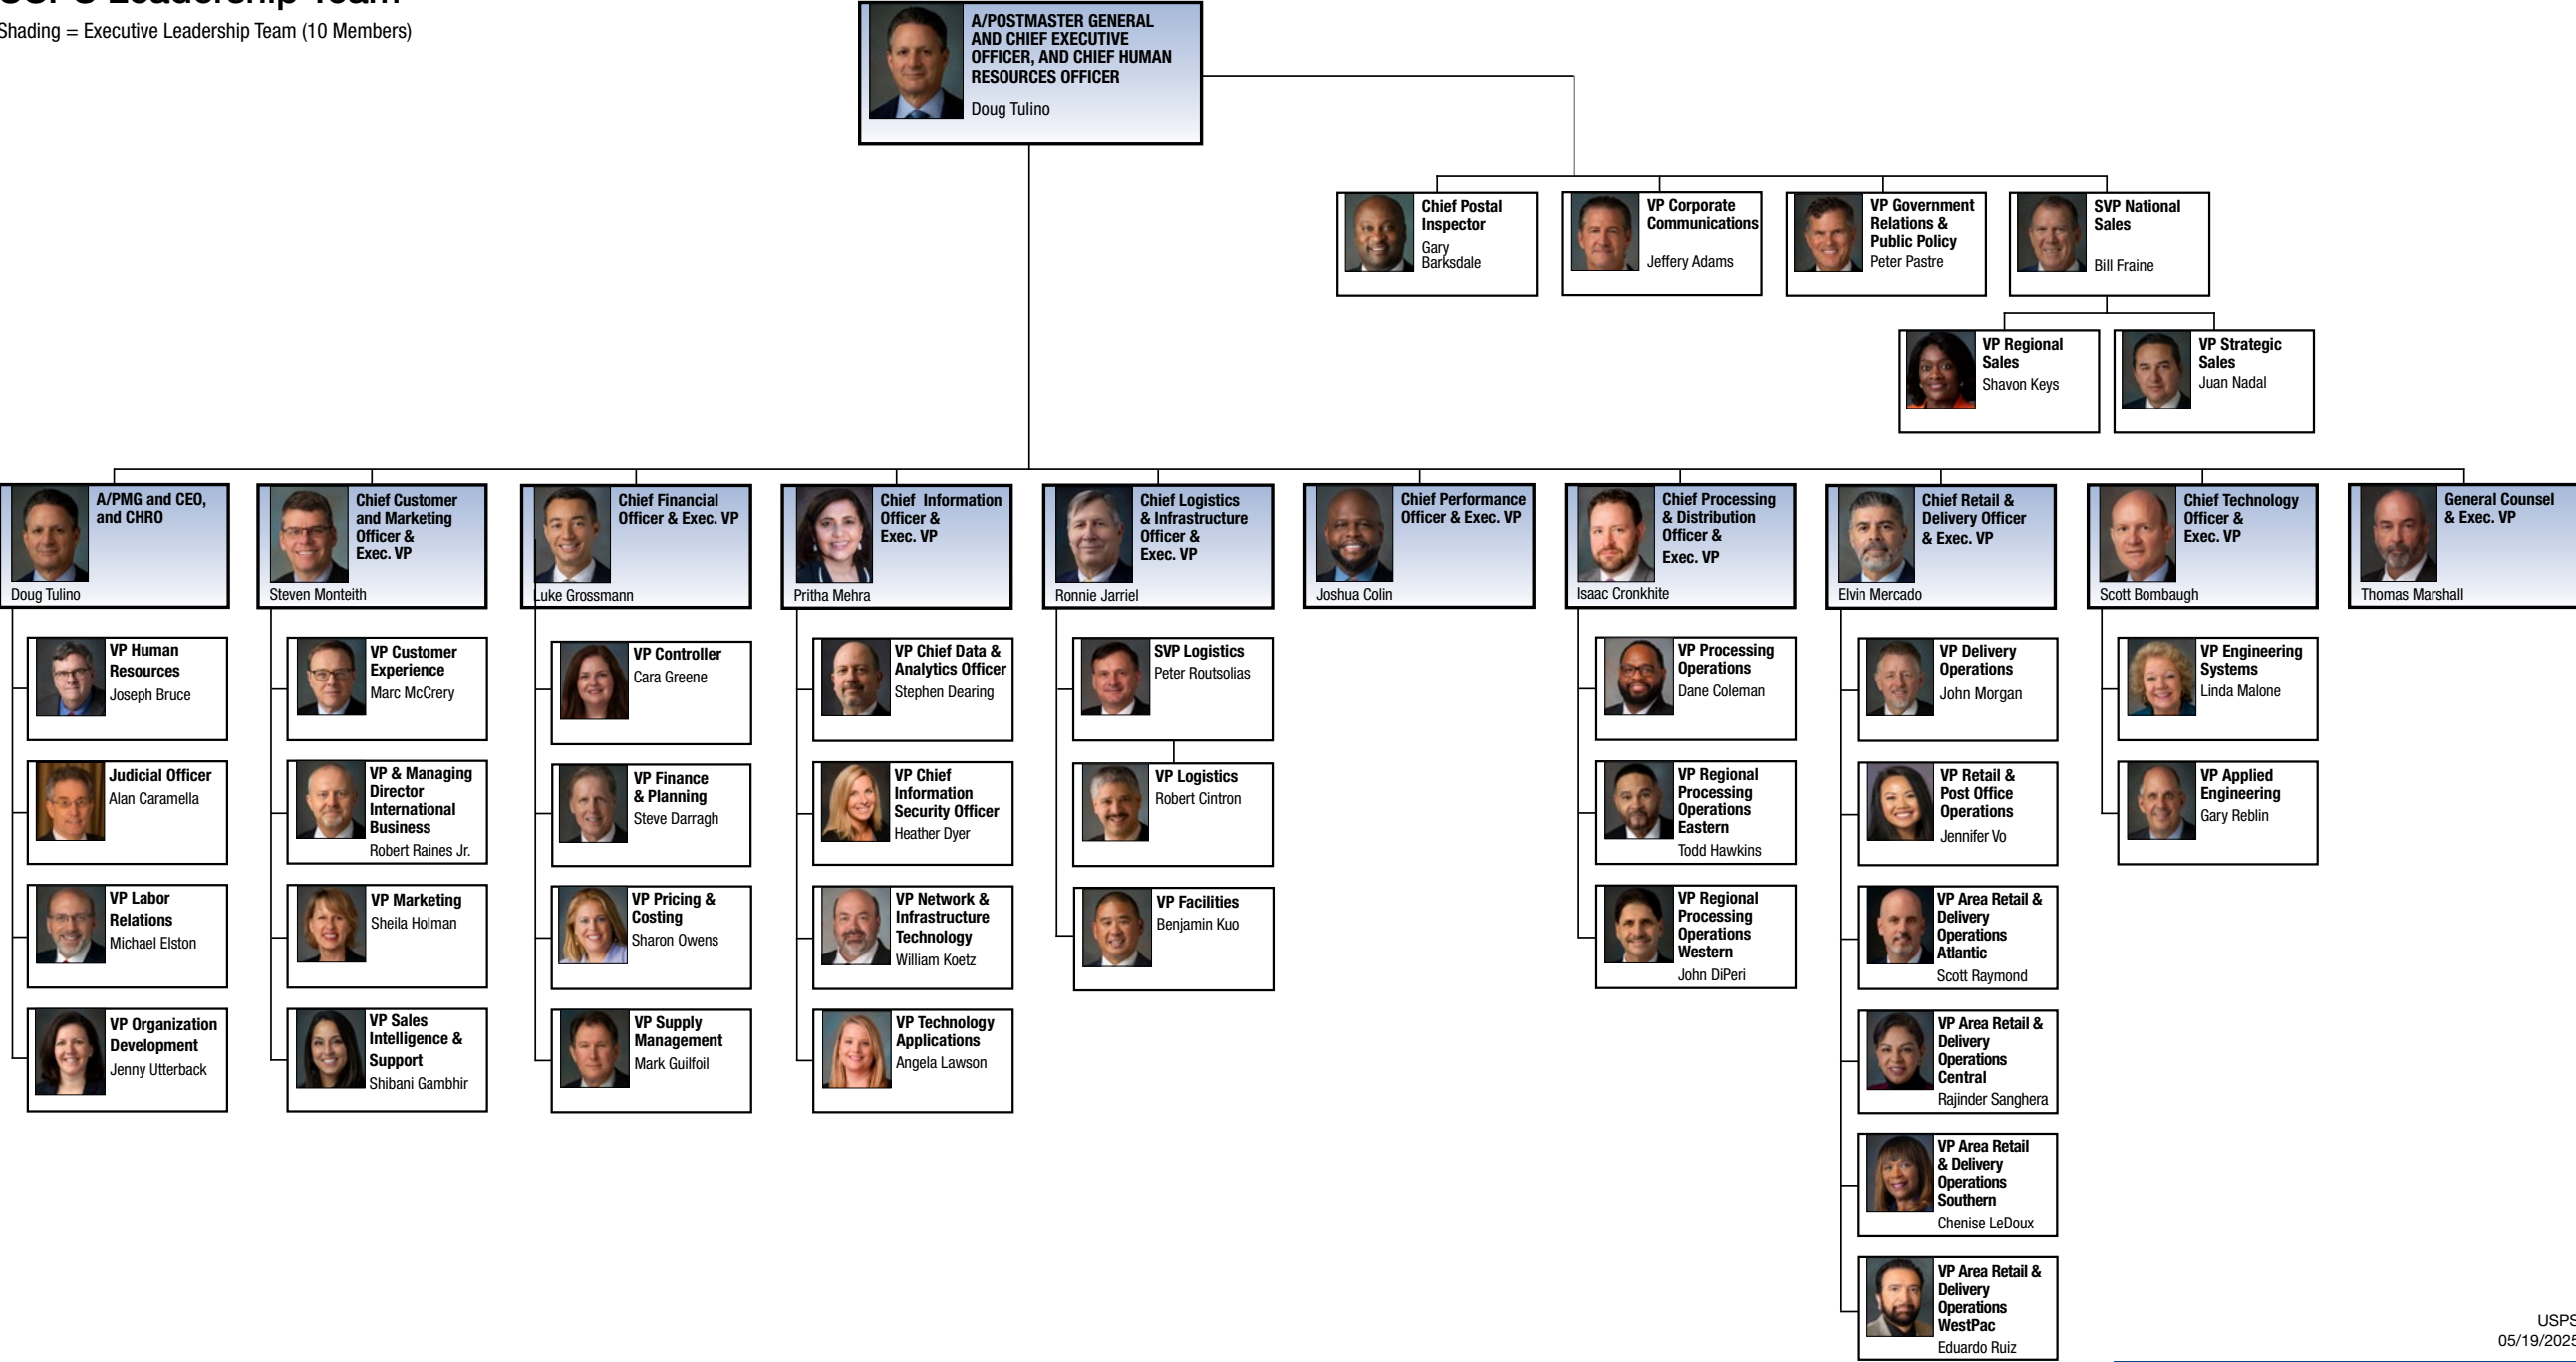 Leadership Team
Shading = Executive Leadership Team (10 Members)
A/POSTMASTER GENERAL
AND CHIEF EXECUTIVE
OFFICER, AND CHIEF HUMAN
RESOURCES OFFICER
Doug Tulino
Chief Postal
Inspector
Gary
Barksdale
VP Corporate
Communications
Jeffery Adams
VP Government
Relations &
Public Policy
Peter Pastre
SVP National
Sales
Bill Fraine
VP Regional
Sales
Shavon Keys
VP Strategic
Sales
Juan Nadal
A/PMG and CEO,
and CHRO
Doug Tulino
Chief Customer
and Marketing
Officer &
Exec. VP
Steven Monteith
Chief Financial
Officer & Exec. VP
Luke Grossmann
Chief Information
Officer &
Exec. VP
Pritha Mehra
Chief Logistics
& Infrastructure
Officer &
Exec. VP
Ronnie Jarriel
Chief Performance
Officer & Exec. VP
Joshua Colin
Chief Processing
& Distribution
Officer &
Exec. VP
Isaac Cronkhite
Chief Retail &
Delivery Officer
& Exec. VP
Elvin Mercado
Chief Technology
Officer &
Exec. VP
Scott Bombaugh
General Counsel
& Exec. VP
Thomas Marshall
VP Human
Resources
Joseph Bruce
Judicial Officer
Alan Caramella
VP Labor
Relations
Michael Elston
VP Organization
Development
Jenny Utterback
VP Customer
Experience
Marc McCrery
VP & Managing
Director
International
Business
Robert Raines Jr.
VP Marketing
Sheila Holman
VP Sales
Intelligence &
Support
Shibani Gambhir
VP Controller
Cara Greene
VP Finance
& Planning
Steve Darragh
VP Pricing &
Costing
Sharon Owens
VP Supply
Management
Mark Guilfoil
VP Chief Data &
Analytics Officer
Stephen Dearing
VP Chief
Information
Security Officer
Heather Dyer
VP Network &
Infrastructure
Technology
William Koetz
VP Technology
Applications
Angela Lawson
SVP Logistics
Peter Routsolias
VP Logistics
Robert Cintron
VP Facilities
Benjamin Kuo
VP Processing
Operations
Dane Coleman
VP Regional
Processing
Operations
Eastern
Todd Hawkins
VP Regional
Processing
Operations
Western
John DiPeri
VP Delivery
Operations
John Morgan
VP Retail &
Post Office
Operations
Jennifer Vo
VP Area Retail &
Delivery
Operations
Atlantic
Scott Raymond
VP Area Retail &
Delivery
Operations
Central
Rajinder Sanghera
VP Area Retail
& Delivery
Operations
Southern
Chenise LeDoux
VP Area Retail &
Delivery
Operations
WestPac
Eduardo Ruiz
VP Engineering
Systems
Linda Malone
VP Applied
Engineering
Gary Reblin
USPS
05/19/2025